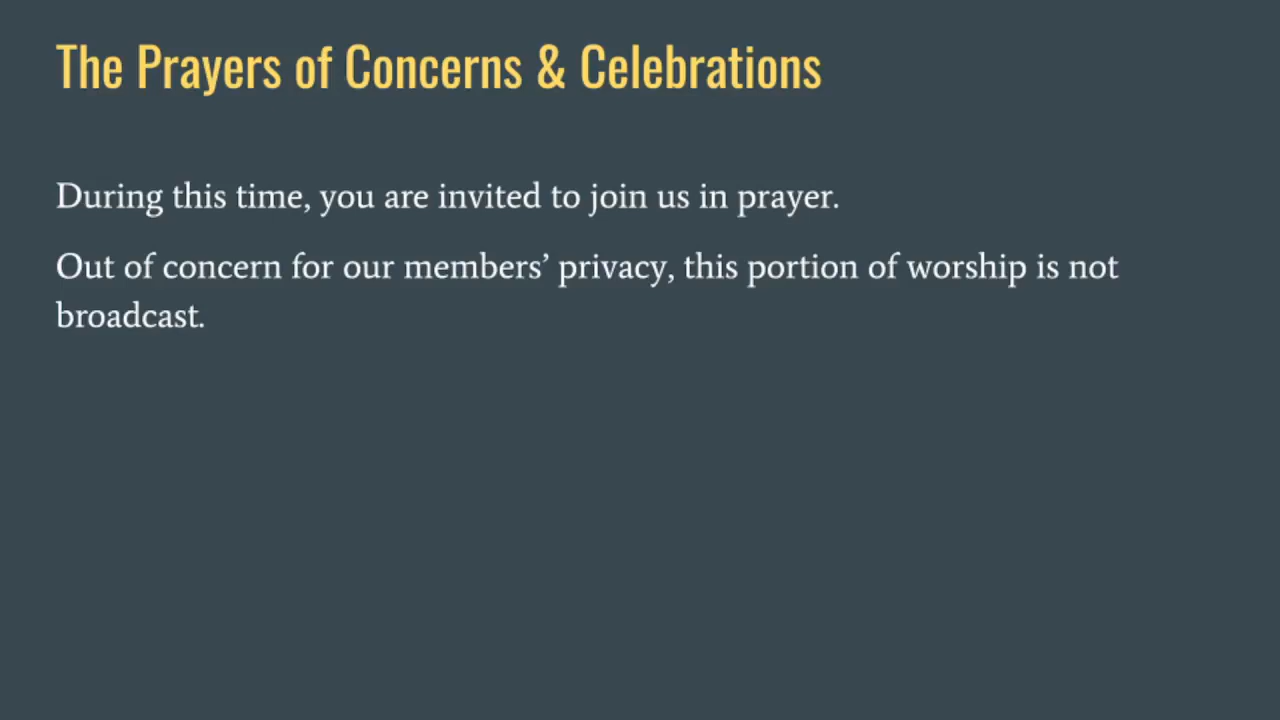 The Prayers of Concerns & Celebrations
During this time, you are invited to join us in prayer.
Out of concern for our members’ privacy, this portion of worship is not
broadcast.